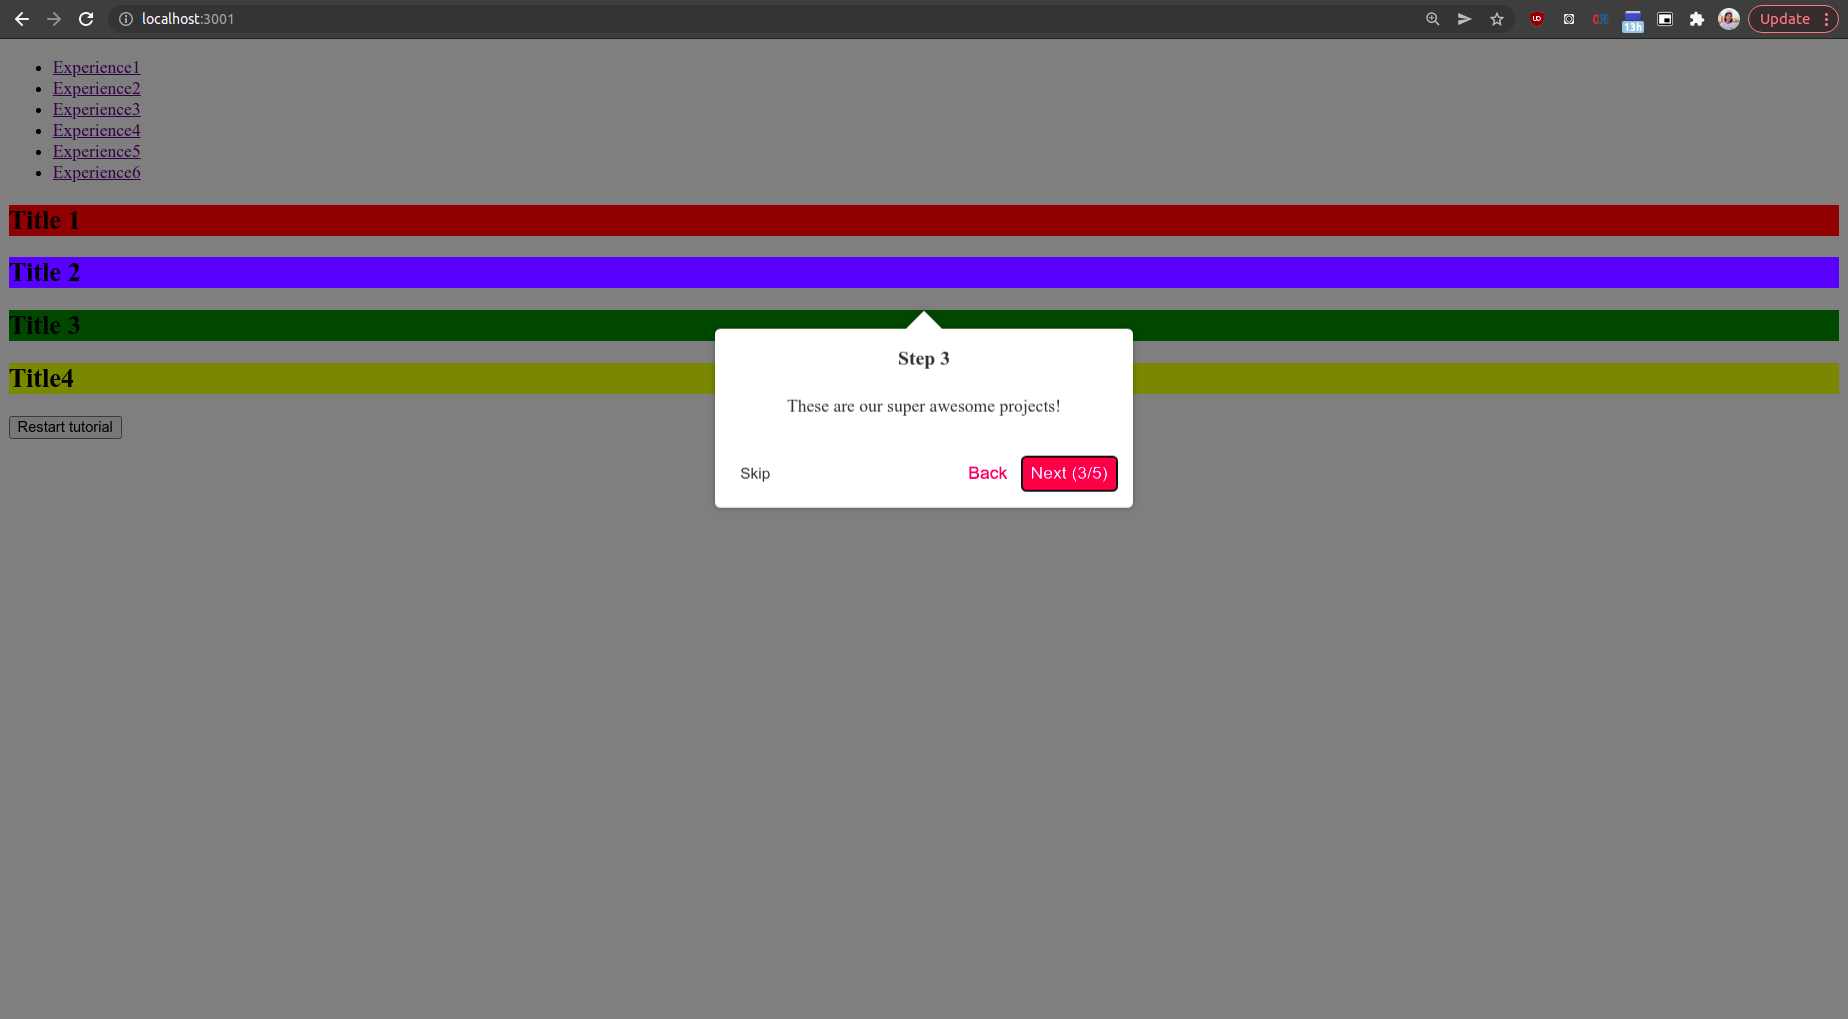 localhost:3001
13h
Update
Experience1
Experience2
Experience3
Experience4
Experience5
Experience6
Title 1
Title 2
Title 3
Title4
Restart tutorial
Step 3
These are our super awesome projects!
Skip
Back
Next (3/5)